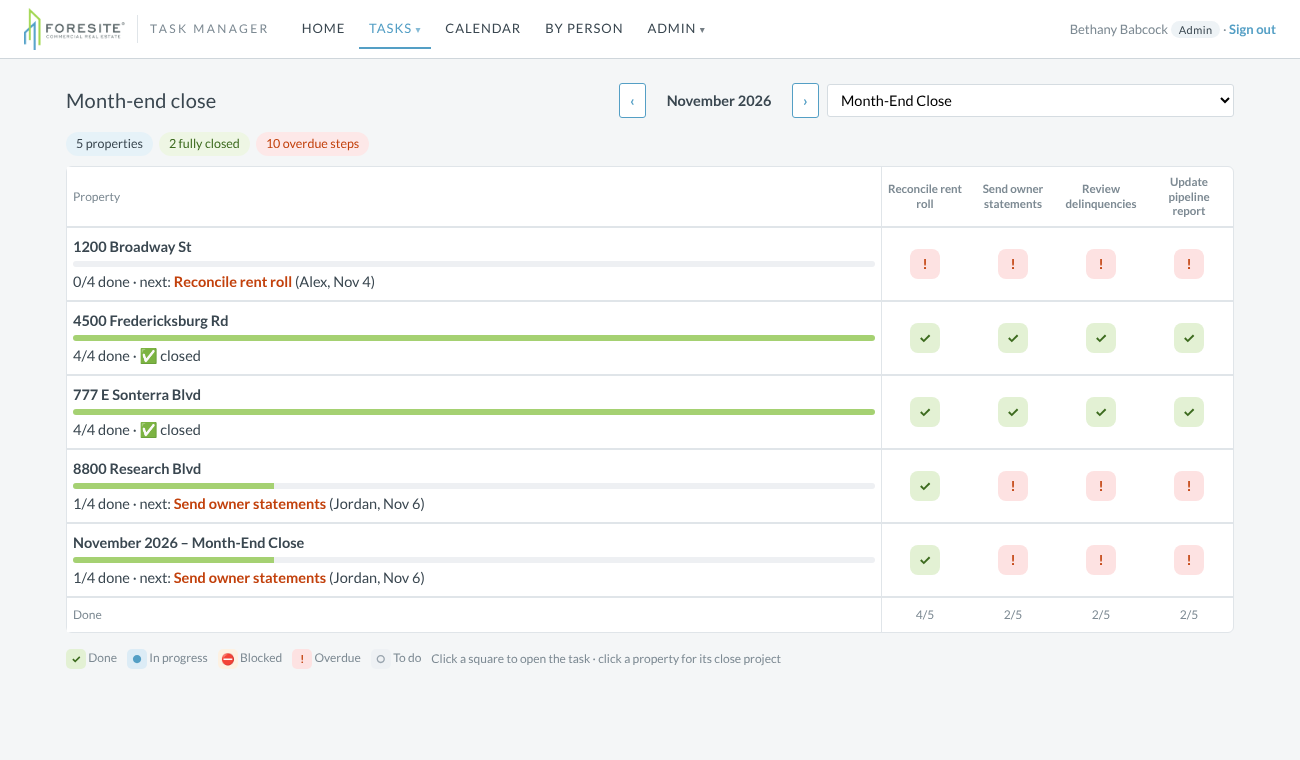 FORESITE
COMMERCIAL REAL ESTATE
TASK MANAGER
HOME
TASKS ▾
CALENDAR
BY PERSON
ADMIN ▾
Bethany Babcock Admin · Sign out
Month-end close
‹ November 2026 › Month-End Close
5 properties 2 fully closed 10 overdue steps
Property
Reconcile rent
roll
Send owner
statements
Review
delinquencies
Update
pipeline
report
1200 Broadway St
0/4 done · next: Reconcile rent roll (Alex, Nov 4)
! ! ! !
4500 Fredericksburg Rd
4/4 done · ✅ closed
✓ ✓ ✓ ✓
777 E Sonterra Blvd
4/4 done · ✅ closed
✓ ✓ ✓ ✓
8800 Research Blvd
1/4 done · next: Send owner statements (Jordan, Nov 6)
✓ ! ! !
November 2026 – Month-End Close
1/4 done · next: Send owner statements (Jordan, Nov 6)
✓ ! ! !
Done 4/5 2/5 2/5 2/5
✓ Done ● In progress ⛔ Blocked ! Overdue ○ To do Click a square to open the task · click a property for its close project